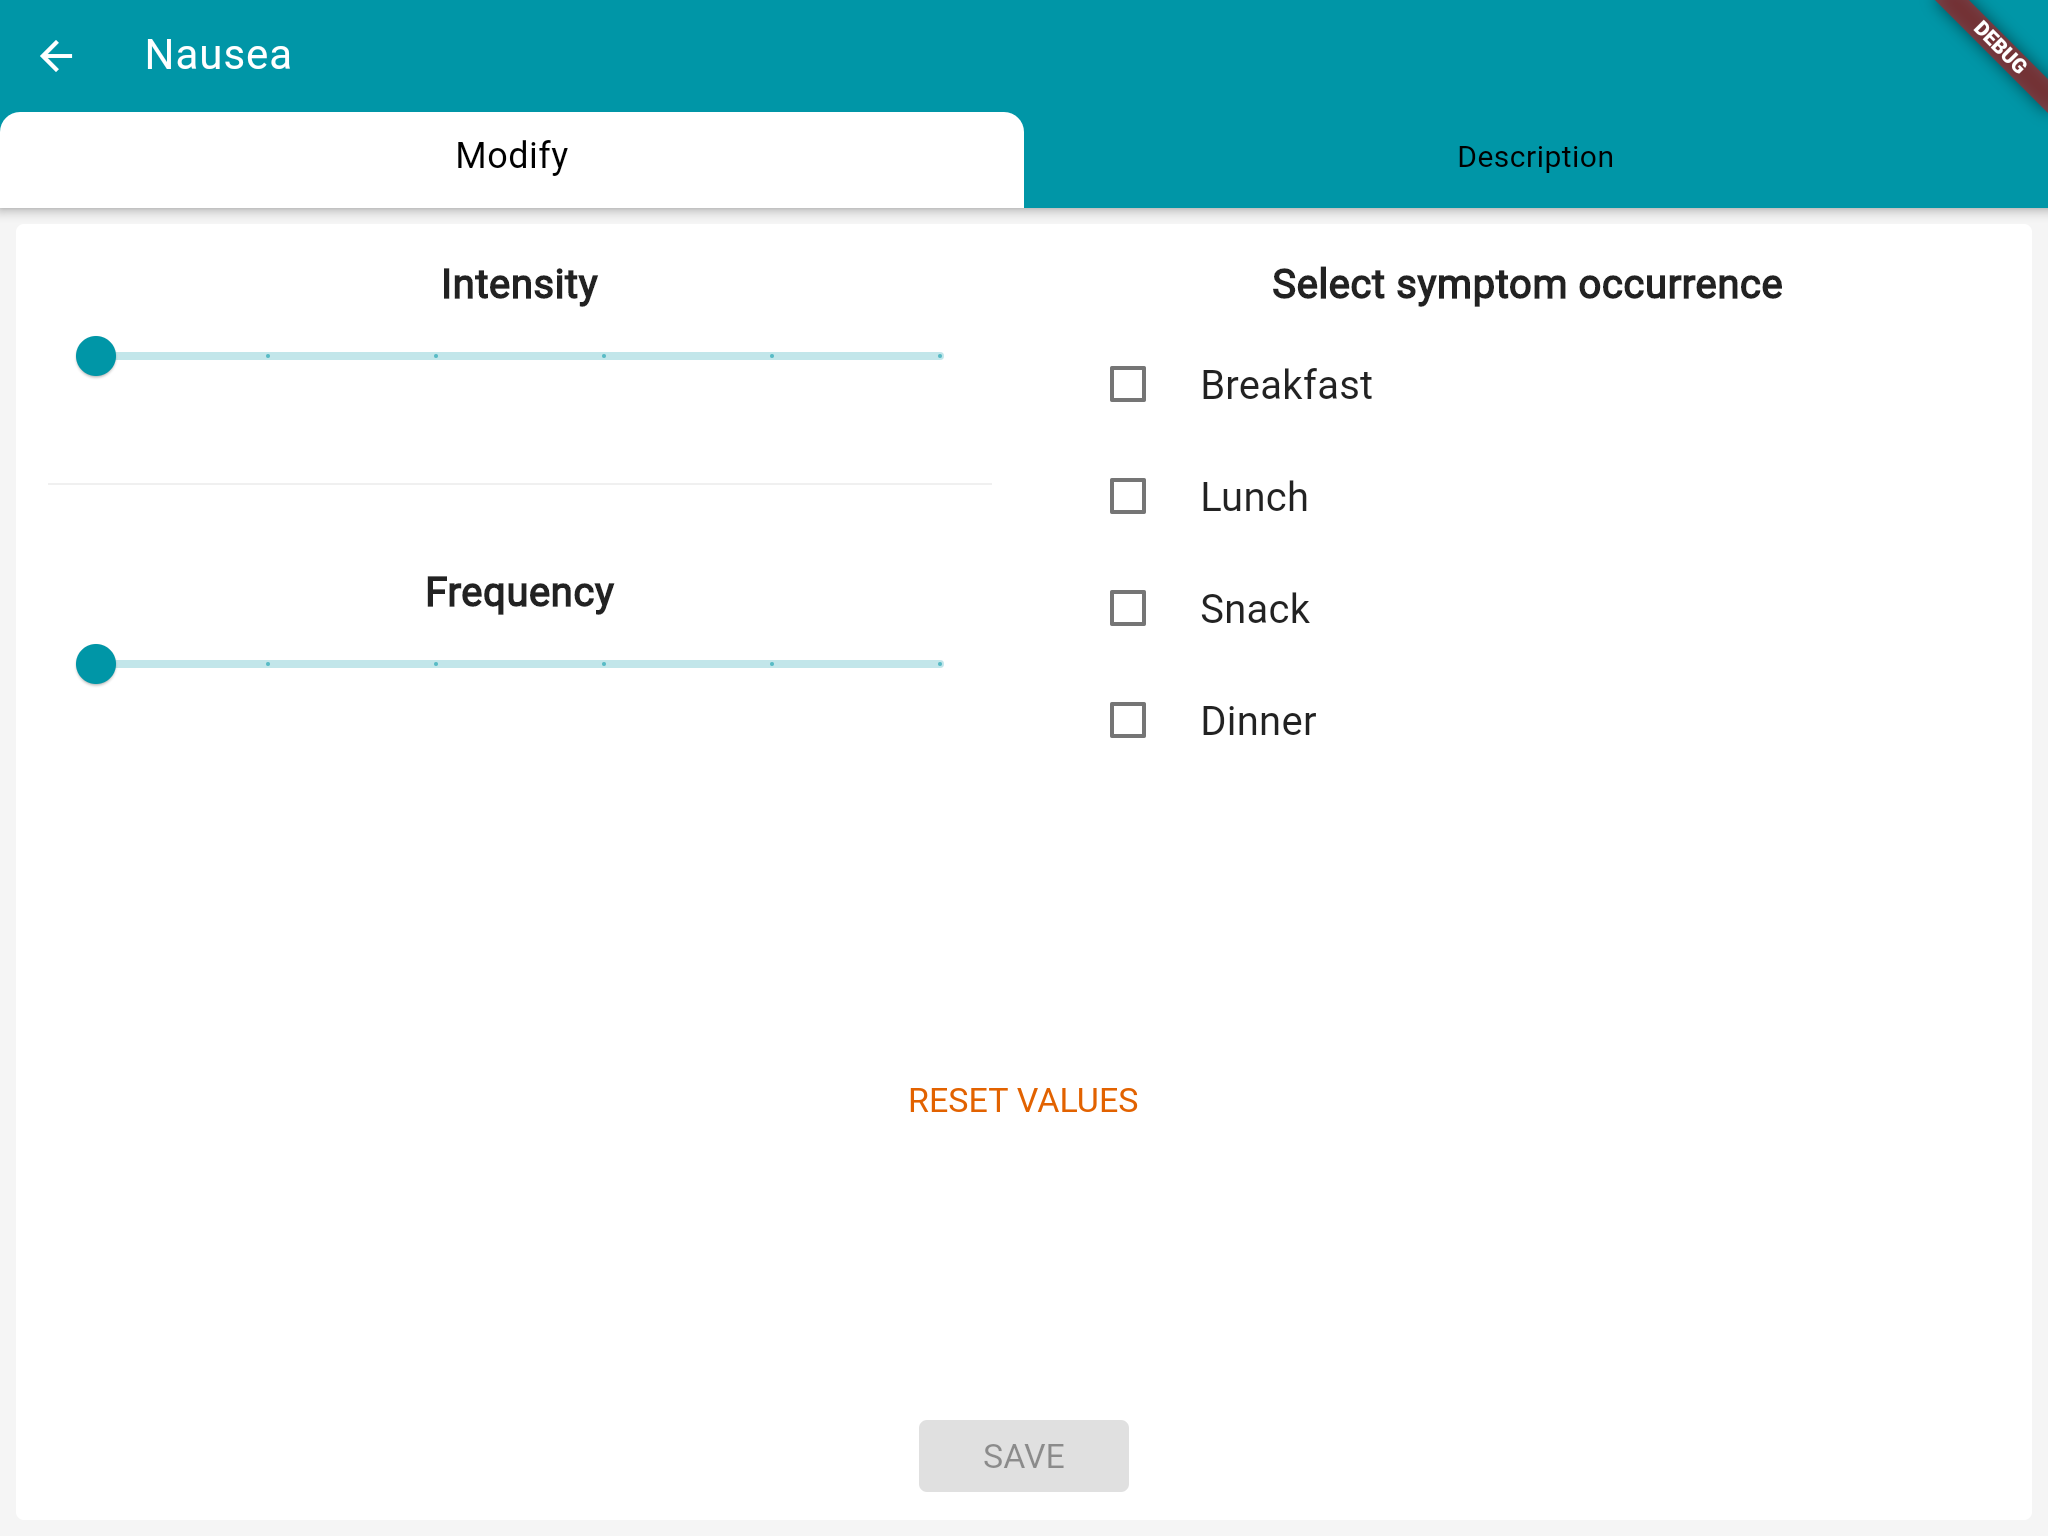 Nausea
DEBUG
Modify
Description
Intensity
Select symptom occurrence
Breakfast
Lunch
Frequency
Snack
Dinner
RESET VALUES
SAVE